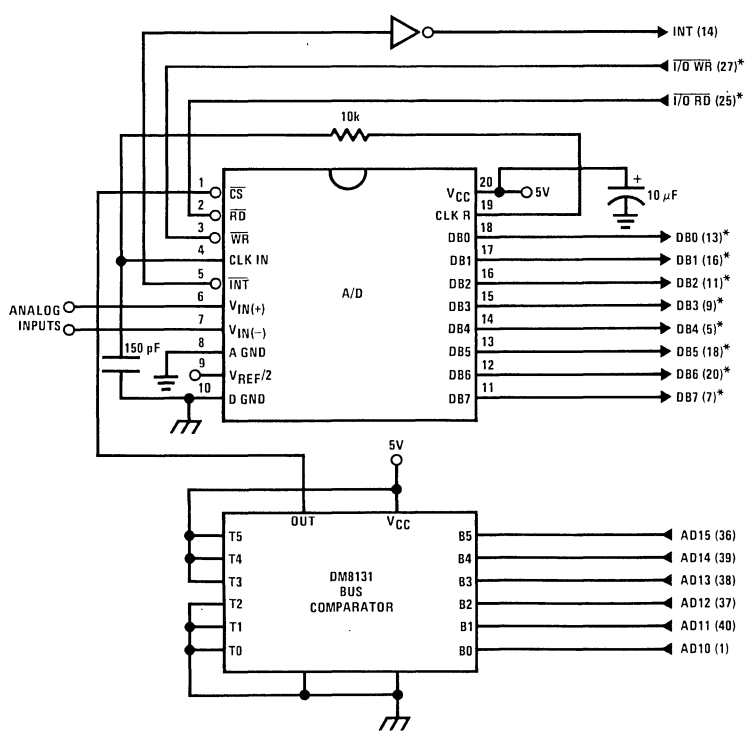 INT (14)
I/O WR (27)*
I/O RD (25)*
10k
1
CS
2
RD
3
WR
4
CLK IN
5
INT
6
VIN(+)
7
VIN(−)
8
A GND
9
VREF/2
10
D GND
A/D
ANALOG
INPUTS
150 pF
20
VCC
5V
+
10 µF
19
CLK R
18
DB0
DB0 (13)*
17
DB1
DB1 (16)*
16
DB2
DB2 (11)*
15
DB3
DB3 (9)*
14
DB4
DB4 (5)*
13
DB5
DB5 (18)*
12
DB6
DB6 (20)*
11
DB7
DB7 (7)*
5V
OUT
VCC
T5
T4
T3
T2
T1
T0
DM8131
BUS
COMPARATOR
B5
AD15 (36)
B4
AD14 (39)
B3
AD13 (38)
B2
AD12 (37)
B1
AD11 (40)
B0
AD10 (1)